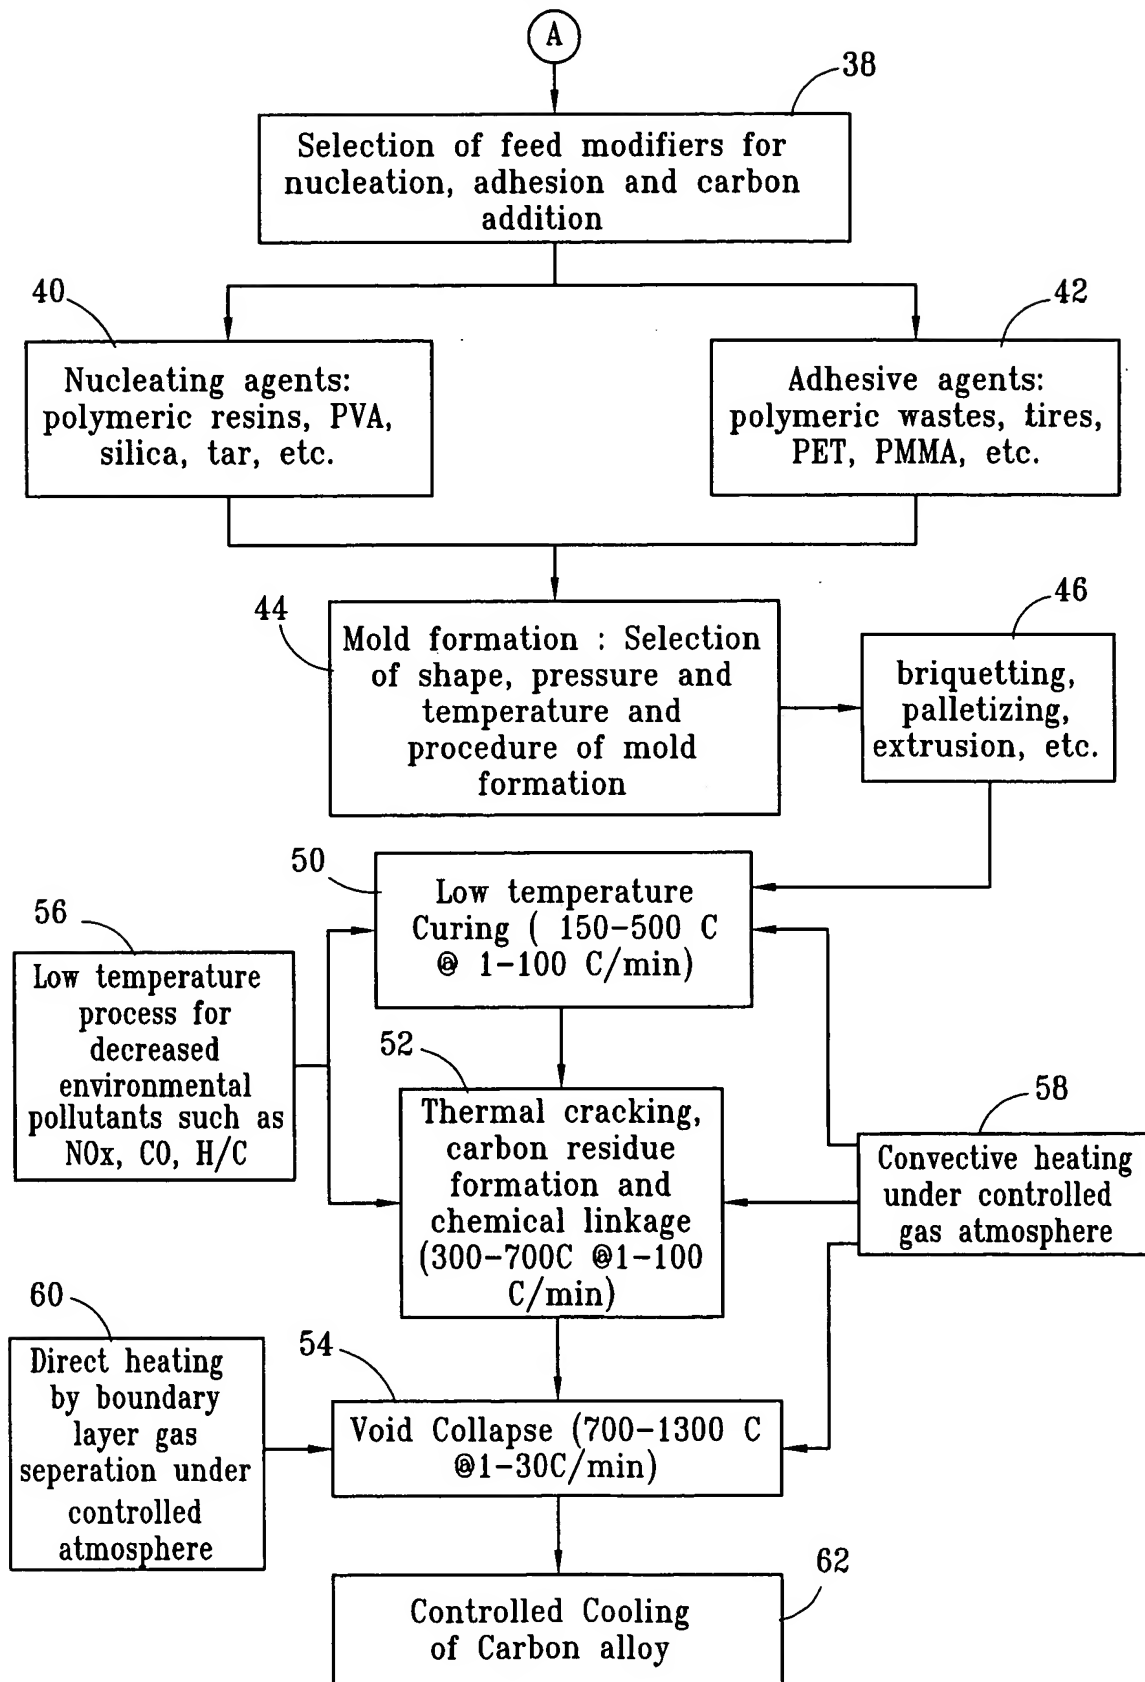 A
38
Selection of feed modifiers for
nucleation, adhesion and carbon
addition
40
Nucleating agents:
polymeric resins, PVA,
silica, tar, etc.
42
Adhesive agents:
polymeric wastes, tires,
PET, PMMA, etc.
44
Mold formation : Selection
of shape, pressure and
temperature and
procedure of mold
formation
46
briquetting,
palletizing,
extrusion, etc.
50
Low temperature
Curing ( 150-500 C
@ 1-100 C/min)
56
Low temperature
process for
decreased
environmental
pollutants such as
NOx, CO, H/C
52
Thermal cracking,
carbon residue
formation and
chemical linkage
(300-700C @1-100
C/min)
58
Convective heating
under controlled
gas atmosphere
60
Direct heating
by boundary
layer gas
seperation under
controlled
atmosphere
54
Void Collapse (700-1300 C
@1-30C/min)
62
Controlled Cooling
of Carbon alloy